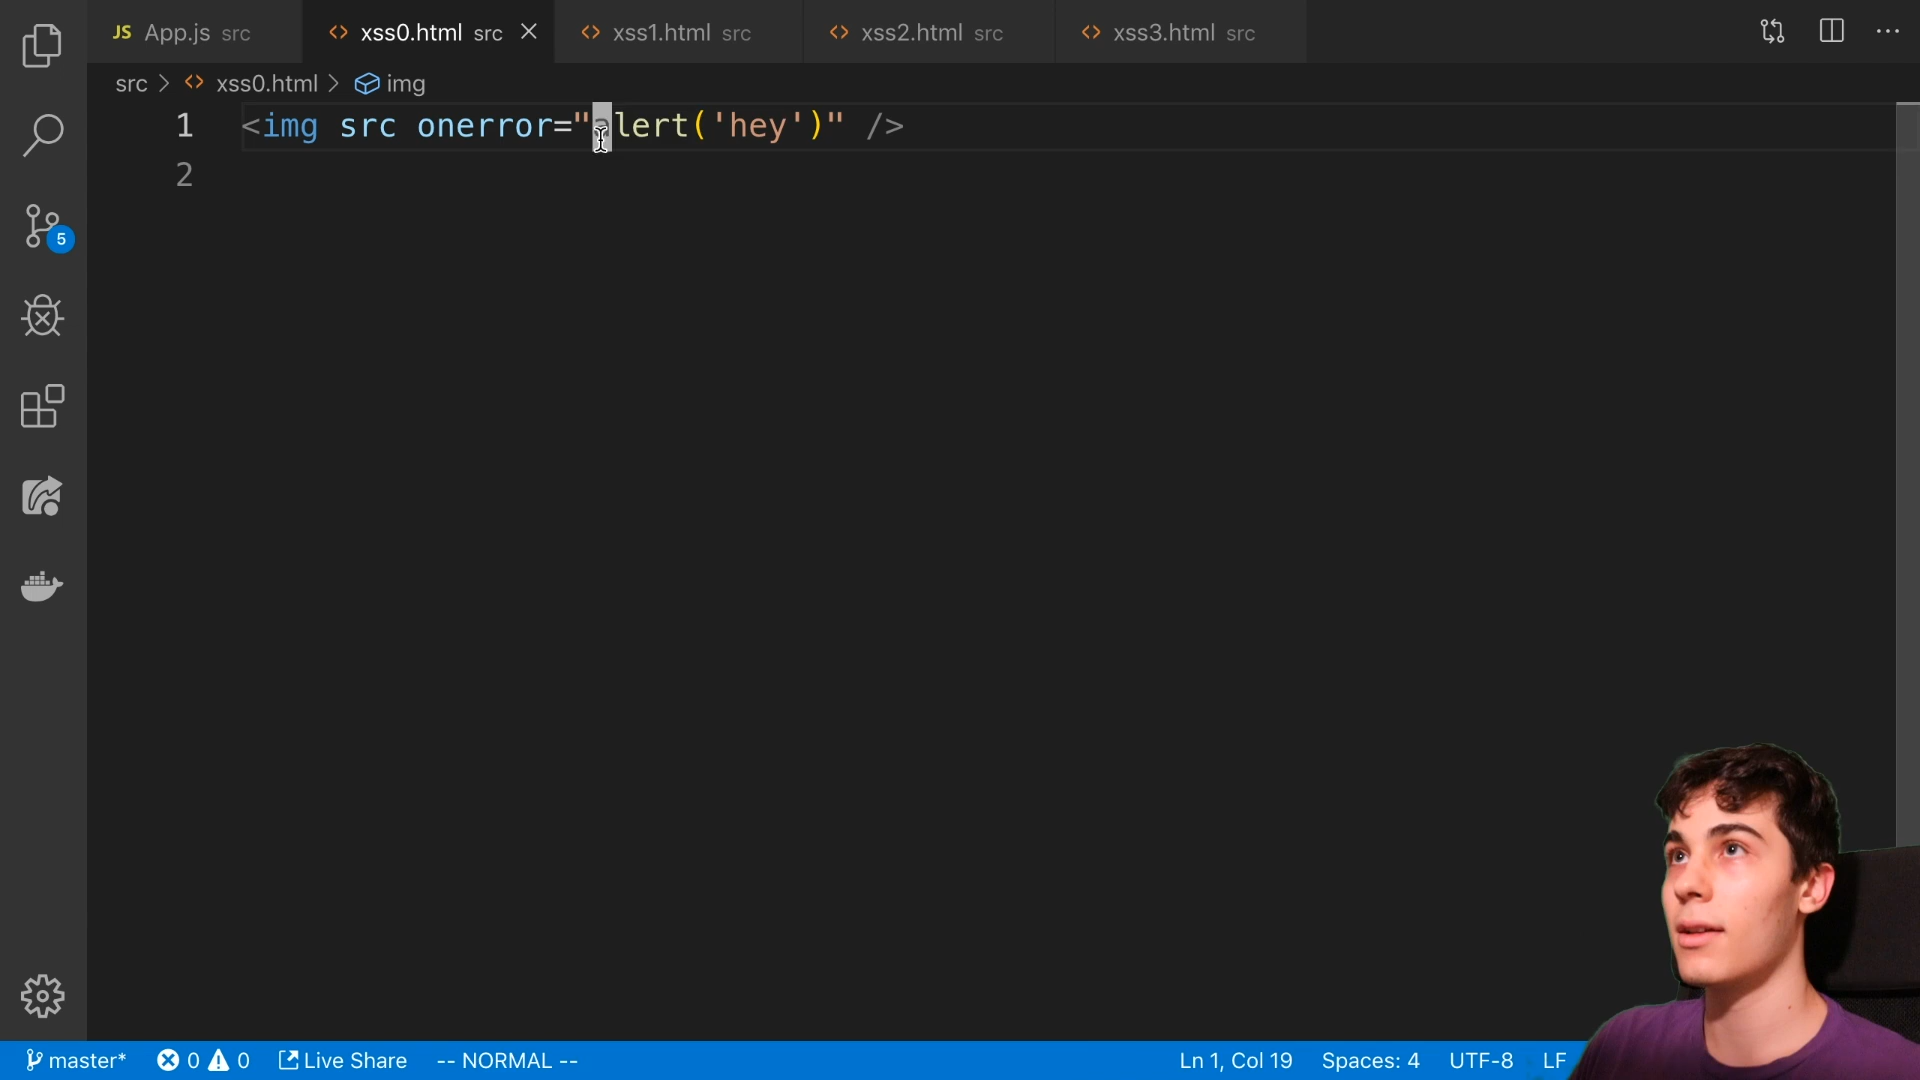 JS App.js src
xss0.html src
xss1.html src
xss2.html src
xss3.html src
src > xss0.html > img
1 <img src onerror="alert('hey')" />
2
5
master* 0 0 Live Share -- NORMAL -- Ln 1, Col 19 Spaces: 4 UTF-8 LF